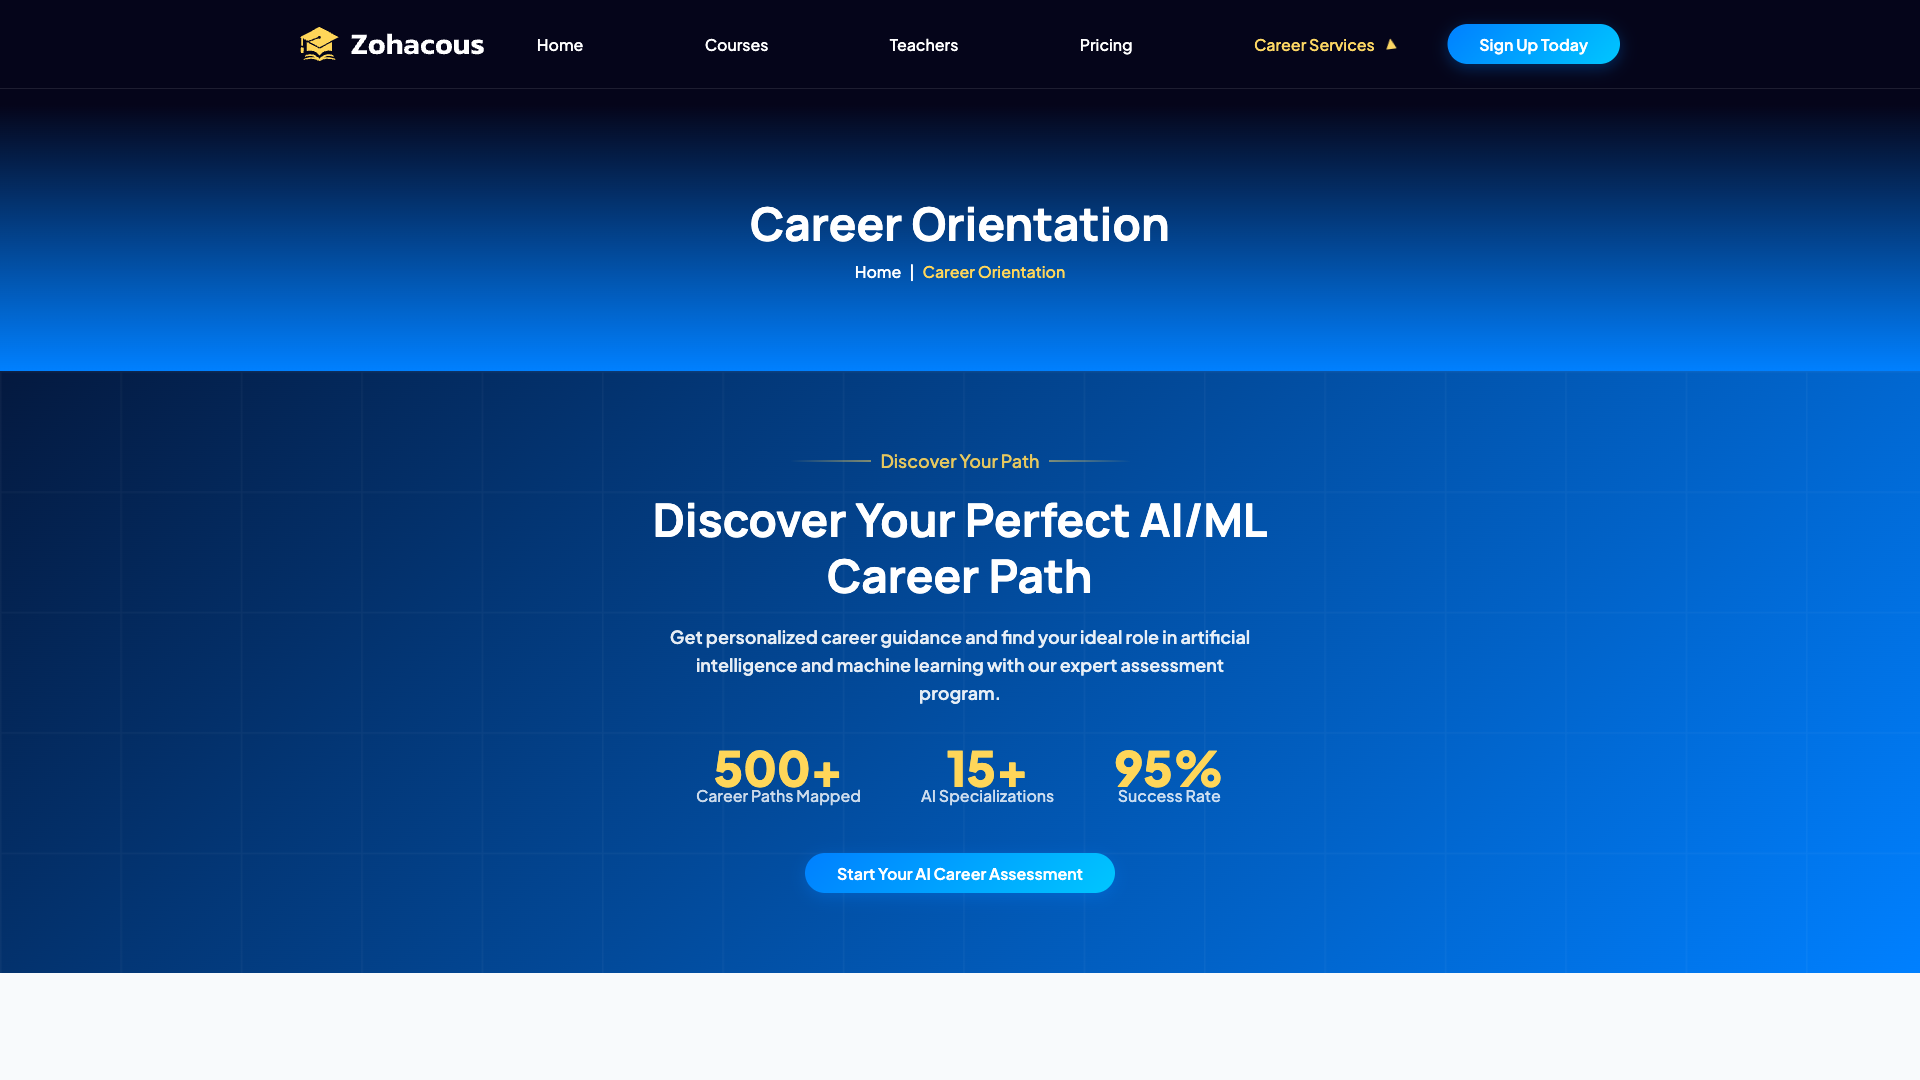 Zohacous
Home
Courses
Teachers
Pricing
Career Services
Sign Up Today
Career Orientation
Home | Career Orientation
Discover Your Path
Discover Your Perfect AI/ML
Career Path
Get personalized career guidance and find your ideal role in artificial
intelligence and machine learning with our expert assessment
program.
500+
Career Paths Mapped
15+
AI Specializations
95%
Success Rate
Start Your AI Career Assessment